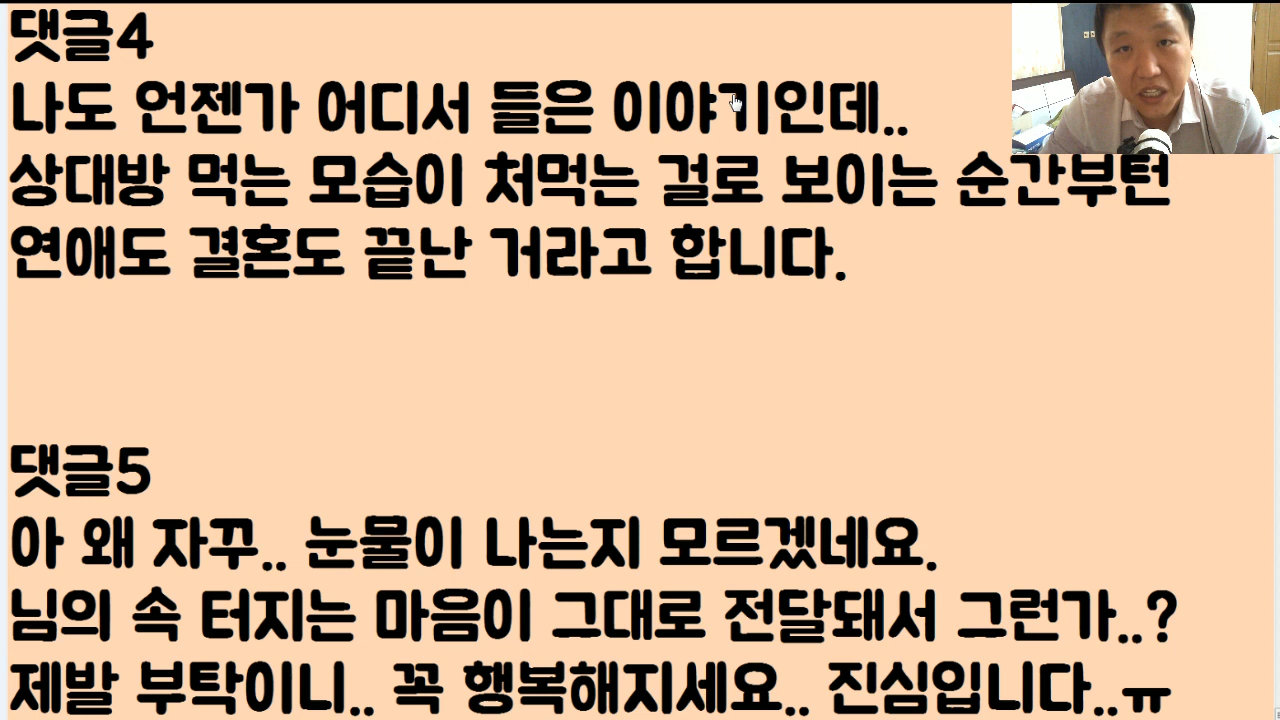 댓글4
나도 언젠가 어디서 들은 이야기인데..
상대방 먹는 모습이 처먹는 걸로 보이는 순간부턴
연애도 결혼도 끝난 거라고 합니다.
댓글5
아 왜 자꾸.. 눈물이 나는지 모르겠네요.
님의 속 터지는 마음이 그대로 전달돼서 그런가..?
제발 부탁이니.. 꼭 행복해지세요.. 진심입니다..ㅠ